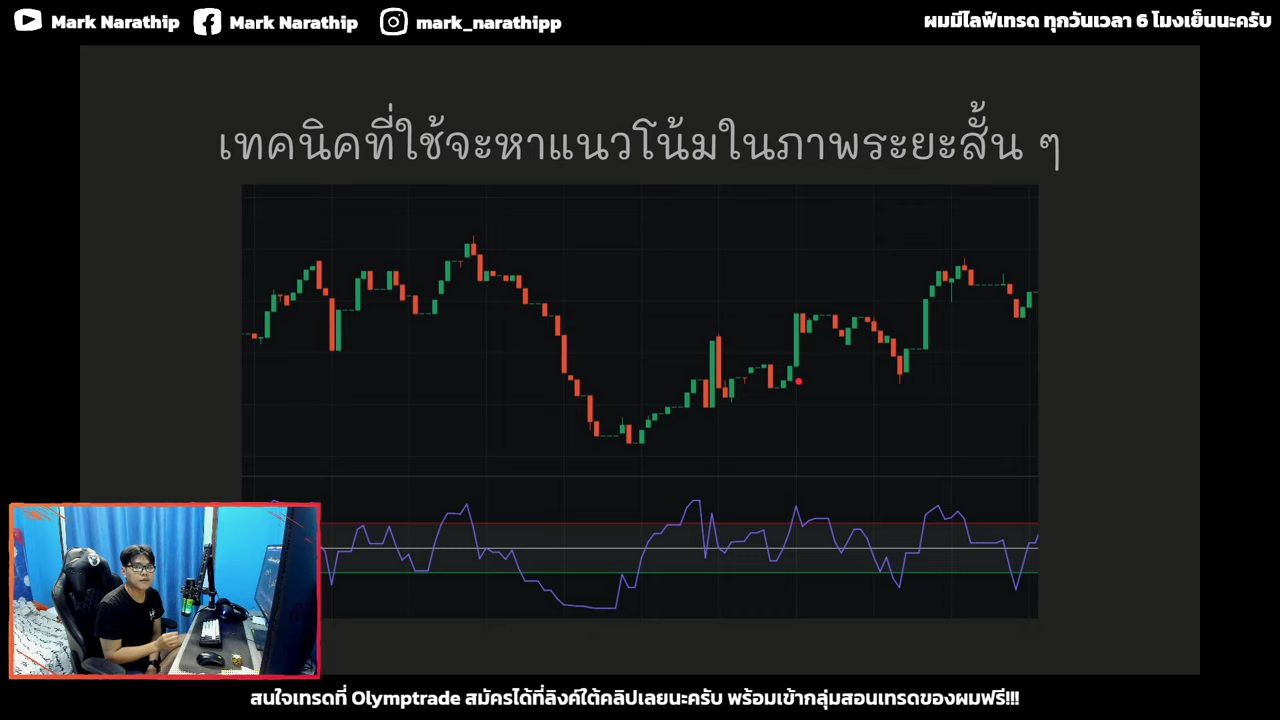 Mark Narathip Mark Narathip mark_narathipp ผมมีไลฟ์เทรด ทุกวันเวลา 6 โมงเย็นนะครับ
เทคนิคที่ใช้จะหาแนวโน้มในภาพระยะสั้น ๆ
สนใจเทรดที่ Olymptrade สมัครได้ที่ลิงค์ใต้คลิปเลยนะครับ พร้อมเข้ากลุ่มสอนเทรดของผมฟรี!!!